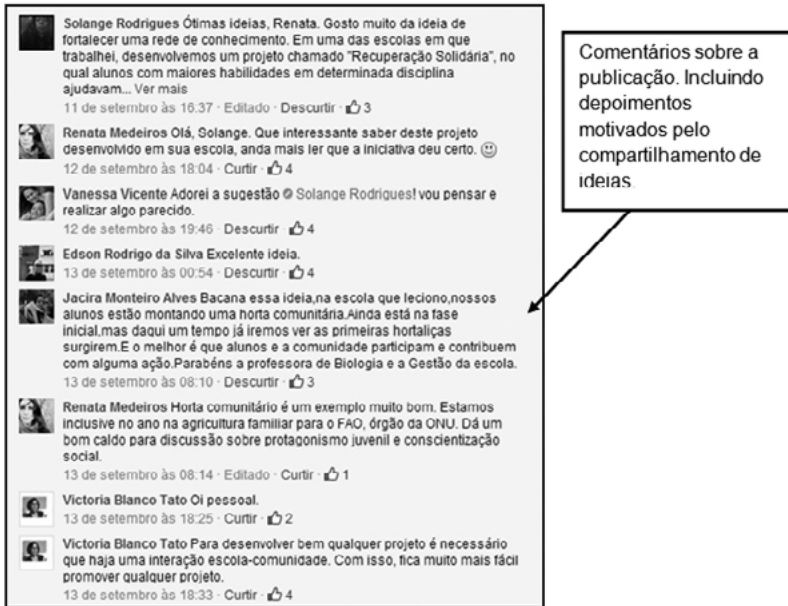 Solange Rodrigues Ótimas ideias, Renata. Gosto muito da ideia de
fortalecer uma rede de conhecimento. Em uma das escolas em que
trabalhei, desenvolvemos um projeto chamado "Recuperação Solidária", no
qual alunos com maiores habilidades em determinada disciplina
ajudavam... Ver mais
11 de setembro às 16:37 · Editado · Descurtir · 3
Renata Medeiros Olá, Solange. Que interessante saber deste projeto
desenvolvido em sua escola, anda mais ler que a iniciativa deu certo.
12 de setembro às 18:04 · Curtir · 4
Vanessa Vicente Adorei a sugestão Solange Rodrigues! vou pensar e
realizar algo parecido.
12 de setembro às 19:46 · Descurtir · 4
Edson Rodrigo da Silva Excelente ideia.
13 de setembro às 00:54 · Descurtir · 4
Jacira Monteiro Alves Bacana essa ideia,na escola que leciono,nossos
alunos estão montando uma horta comunitária.Ainda está na fase
inicial,mas daqui um tempo já iremos ver as primeiras hortaliças
surgirem.E o melhor é que alunos e a comunidade participam e contribuem
com alguma ação.Parabéns a professora de Biologia e a Gestão da escola.
13 de setembro às 08:10 · Descurtir · 3
Renata Medeiros Horta comunitário é um exemplo muito bom. Estamos
inclusive no ano na agricultura familiar para o FAO, órgão da ONU. Dá um
bom caldo para discussão sobre protagonismo juvenil e conscientização
social.
13 de setembro às 08:14 · Editado · Curtir · 1
Victoria Blanco Tato Oi pessoal.
13 de setembro às 18:25 · Curtir · 2
Victoria Blanco Tato Para desenvolver bem qualquer projeto é necessário
que haja uma interação escola-comunidade. Com isso, fica muito mais fácil
promover qualquer projeto.
13 de setembro às 18:33 · Curtir · 4
Comentários sobre a
publicação. Incluindo
depoimentos
motivados pelo
compartilhamento de
ideias.